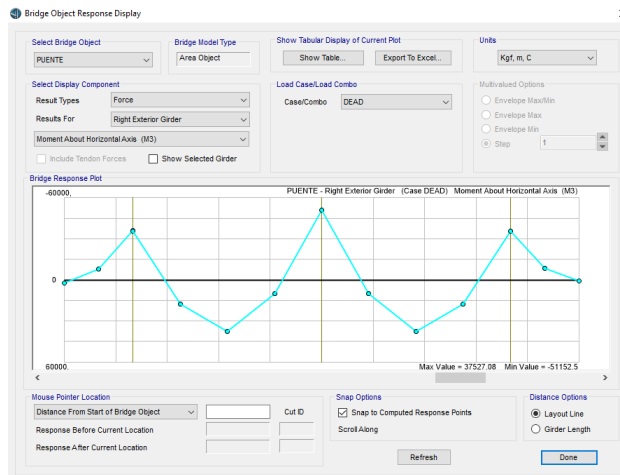 Bridge Object Response Display
Select Bridge Object
PUENTE
Bridge Model Type
Area Object
Show Tabular Display of Current Plot
Show Table...
Export To Excel...
Units
Kgf, m, C
Select Display Component
Result Types
Force
Results For
Right Exterior Girder
Moment About Horizontal Axis (M3)
Include Tendon Forces
Show Selected Girder
Load Case/Load Combo
Case/Combo
DEAD
Multivalued Options
Envelope Max/Min
Envelope Max
Envelope Min
Step
1
Bridge Response Plot
-60000,
PUENTE - Right Exterior Girder (Case DEAD) Moment About Horizontal Axis (M3)
0
60000,
Max Value = 37527.08 Min Value = -51152.5
Mouse Pointer Location
Distance From Start of Bridge Object
Cut ID
Response Before Current Location
Response After Current Location
Snap Options
Snap to Computed Response Points
Scroll Along
Distance Options
Layout Line
Girder Length
Refresh
Done